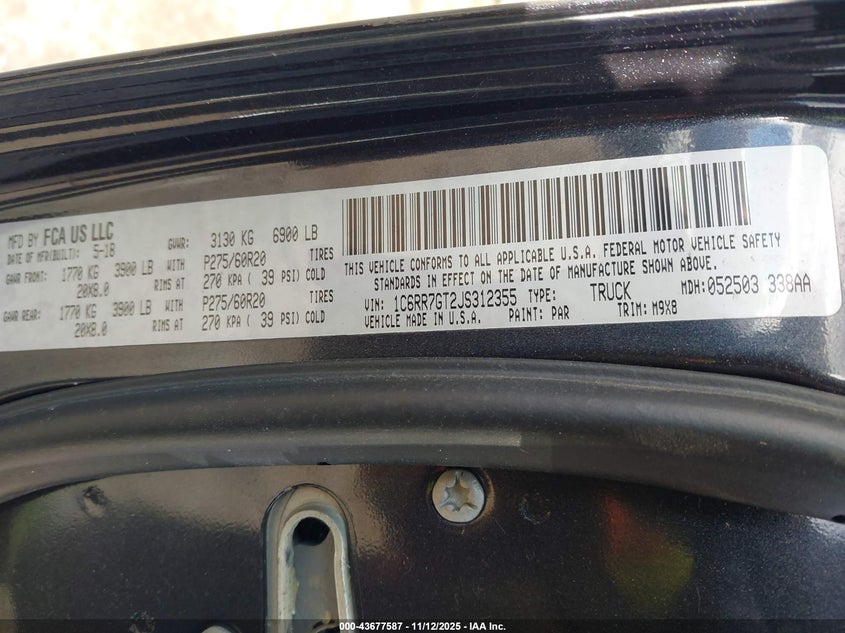 MFD BY FCA US LLC
DATE OF MFR(BUILT): 5-18
GVWR: 3130 KG 6900 LB
GAWR FRONT: 1770 KG 3900 LB WITH P275/60R20 TIRES
20X8.0 RIMS AT 270 KPA ( 39 PSI) COLD
GAWR REAR: 1770 KG 3900 LB WITH P275/60R20 TIRES
20X8.0 RIMS AT 270 KPA ( 39 PSI) COLD
THIS VEHICLE CONFORMS TO ALL APPLICABLE U.S.A. FEDERAL MOTOR VEHICLE SAFETY
STANDARDS IN EFFECT ON THE DATE OF MANUFACTURE SHOWN ABOVE.
VIN: 1C6RR7GT2JS312355 TYPE: TRUCK MDH: 052503 338AA
VEHICLE MADE IN U.S.A. PAINT: PAR TRIM: M9X8
000-43677587 - 11/12/2025 - IAA Inc.